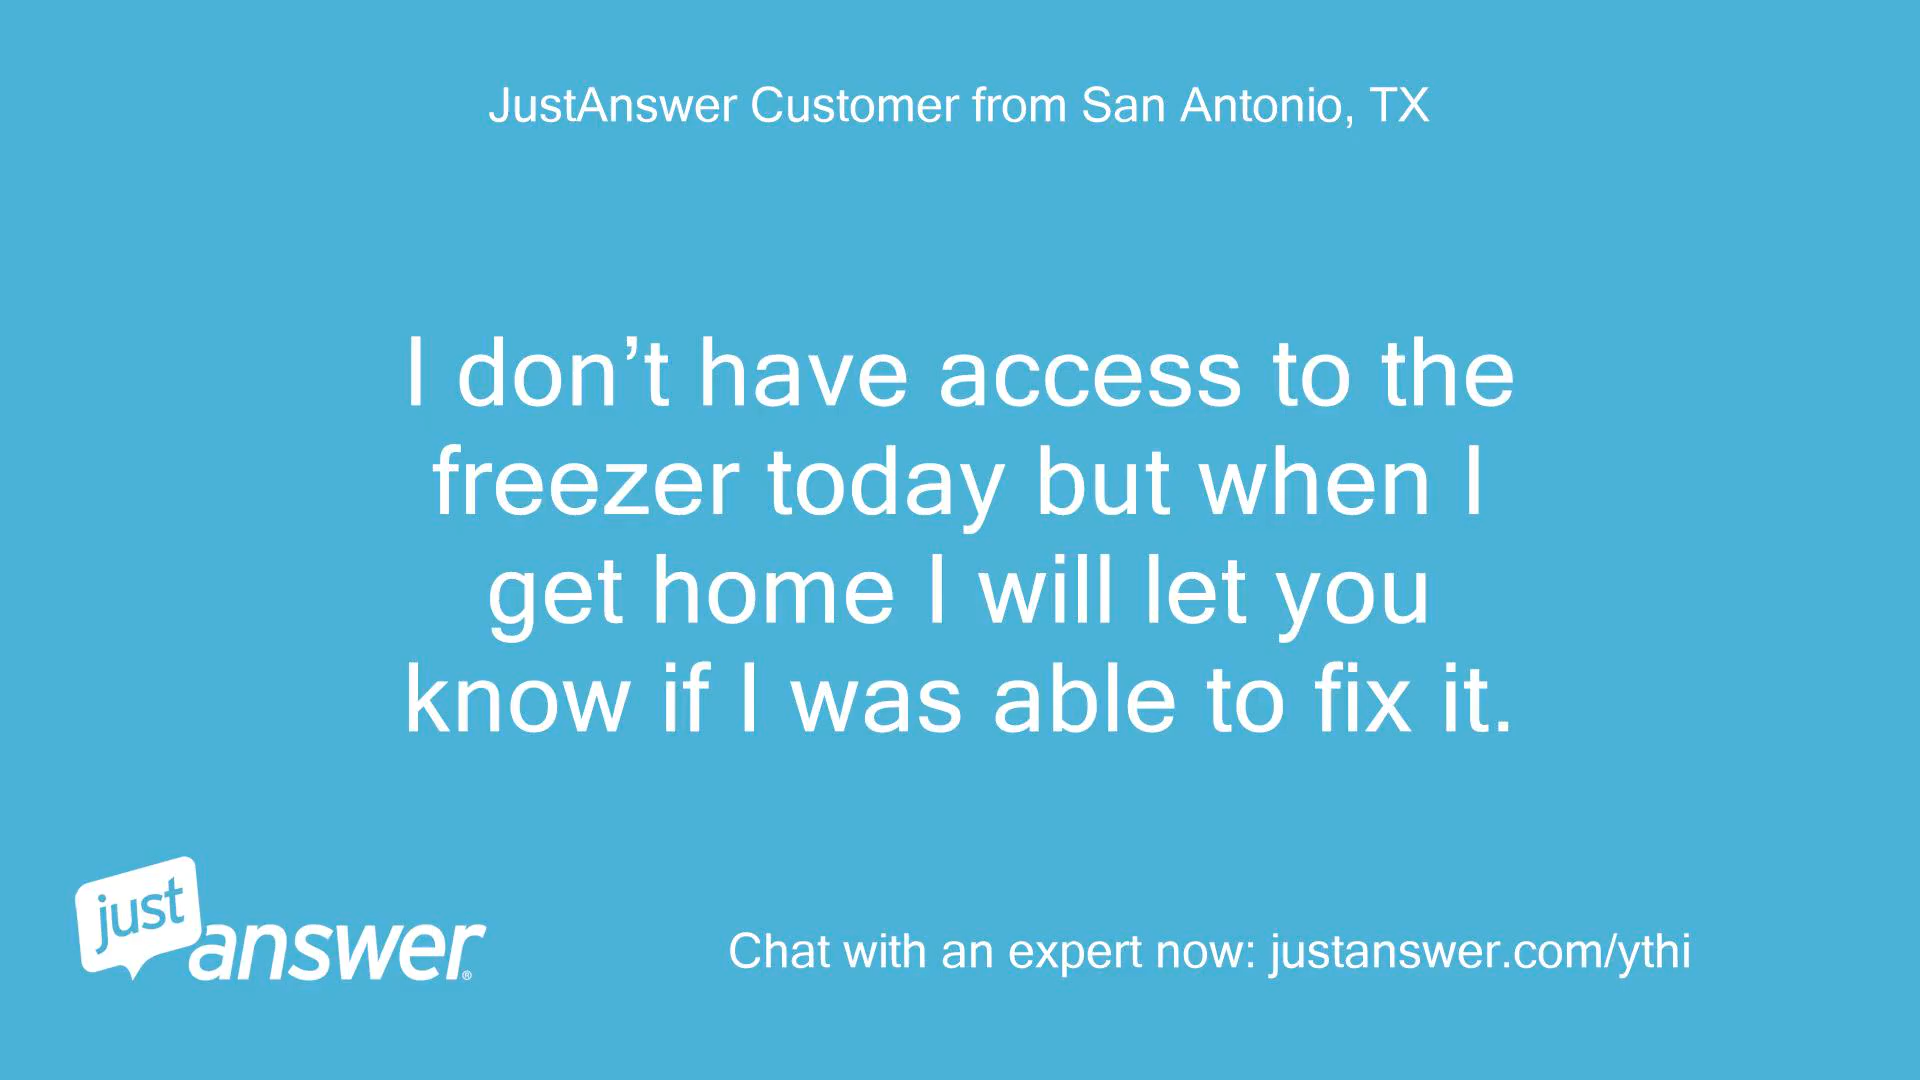 JustAnswer Customer from San Antonio, TX
I don’t have access to the
freezer today but when I
get home I will let you
know if I was able to fix it.
just
answer®
Chat with an expert now: justanswer.com/ythi